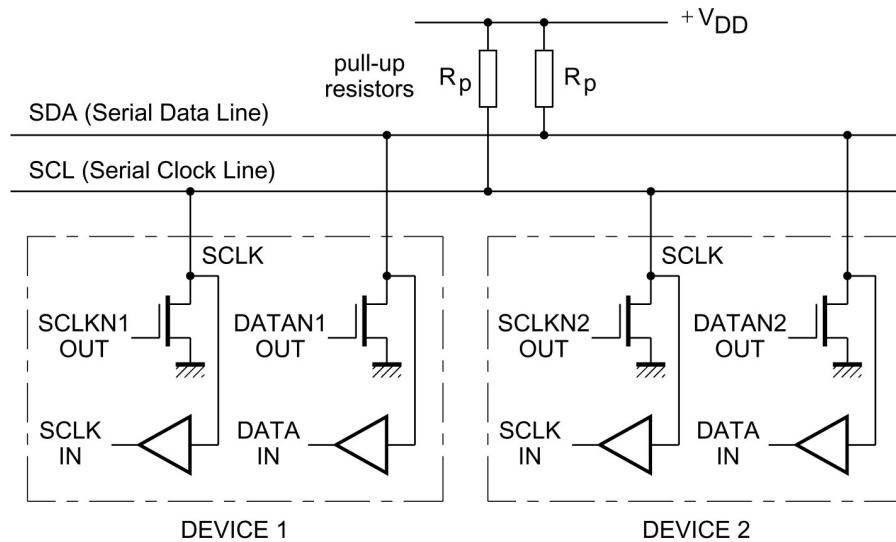 + VDD
pull-up
resistors
Rp
Rp
SDA (Serial Data Line)
SCL (Serial Clock Line)
SCLK
SCLK
SCLKN1
OUT
DATAN1
OUT
SCLKN2
OUT
DATAN2
OUT
SCLK
IN
DATA
IN
SCLK
IN
DATA
IN
DEVICE 1
DEVICE 2